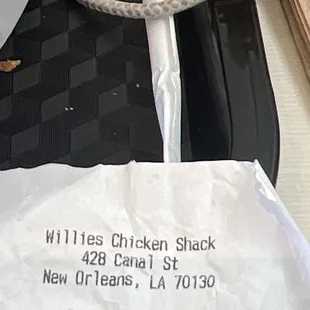 Willies Chicken Shack
428 Canal St
New Orleans, LA 70130